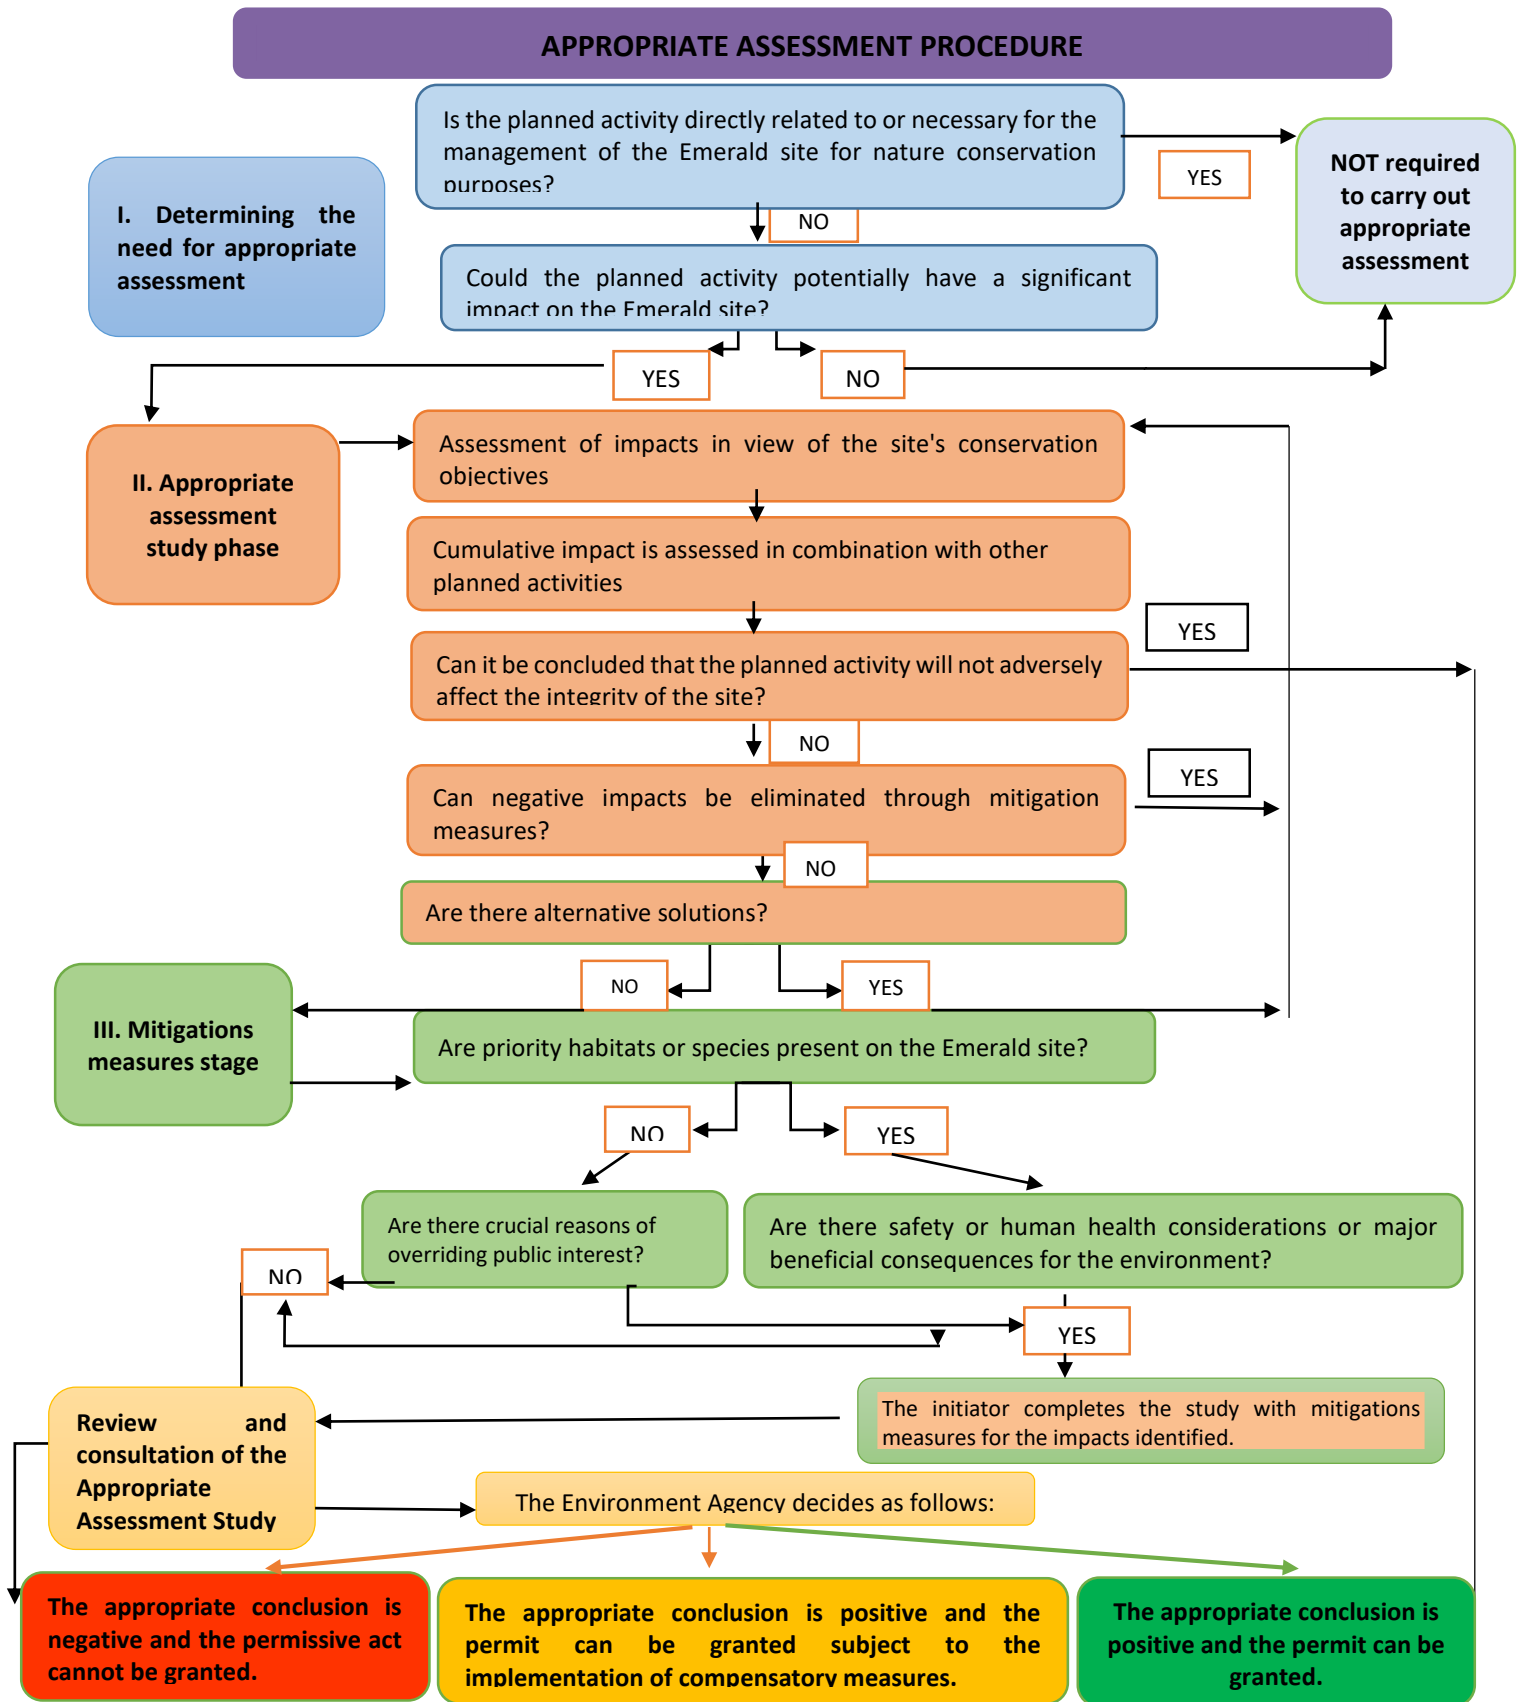 APPROPRIATE ASSESSMENT PROCEDURE
Is the planned activity directly related to or necessary for the
management of the Emerald site for nature conservation
purposes?
YES
NOT required
to carry out
appropriate
assessment
I. Determining the
need for appropriate
assessment
NO
Could the planned activity potentially have a significant
impact on the Emerald site?
YES
NO
II. Appropriate
assessment
study phase
Assessment of impacts in view of the site's conservation
objectives
Cumulative impact is assessed in combination with other
planned activities
YES
Can it be concluded that the planned activity will not adversely
affect the integrity of the site?
NO
YES
Can negative impacts be eliminated through mitigation
measures?
NO
Are there alternative solutions?
NO
YES
III. Mitigations
measures stage
Are priority habitats or species present on the Emerald site?
NO
YES
Are there crucial reasons of
overriding public interest?
Are there safety or human health considerations or major
beneficial consequences for the environment?
NO
YES
The initiator completes the study with mitigations
measures for the impacts identified.
Review and
consultation of the
Appropriate
Assessment Study
The Environment Agency decides as follows:
The appropriate conclusion is
negative and the permissive act
cannot be granted.
The appropriate conclusion is positive and the
permit can be granted subject to the
implementation of compensatory measures.
The appropriate conclusion is
positive and the permit can be
granted.